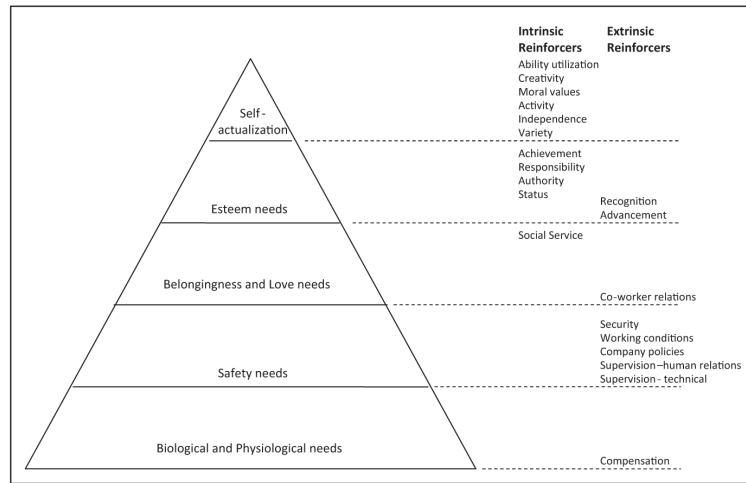 Intrinsic
Reinforcers
Extrinsic
Reinforcers
Ability utilization
Creativity
Moral values
Activity
Independence
Variety
Self-
actualization
Achievement
Responsibility
Authority
Status
Recognition
Advancement
Esteem needs
Social Service
Belongingness and Love needs
Co-worker relations
Security
Working conditions
Company policies
Supervision–human relations
Supervision- technical
Safety needs
Biological and Physiological needs
Compensation